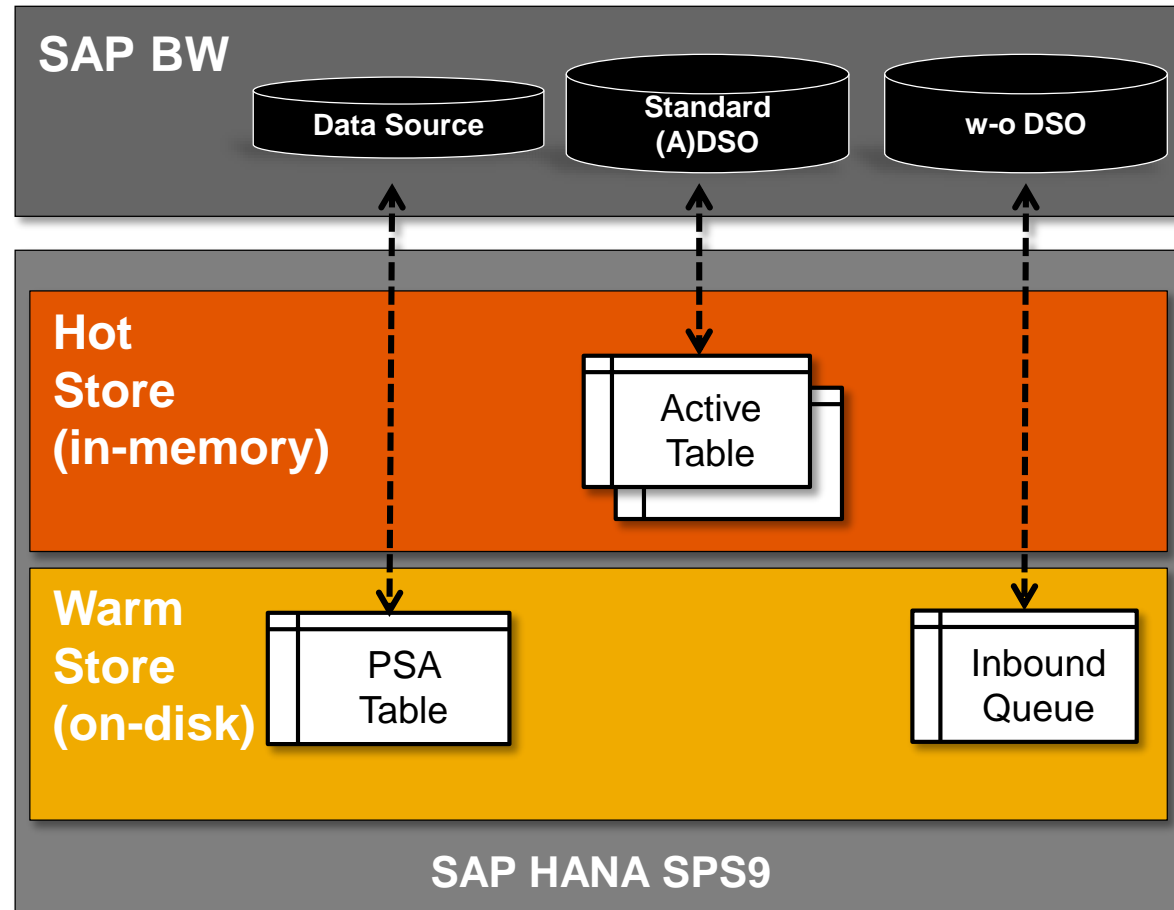 SAP BW
Data Source
Standard
(A)DSO
w-o DSO
Hot
Store
(in-memory)
Active
Table
Warm
Store
(on-disk)
PSA
Table
Inbound
Queue
SAP HANA SPS9